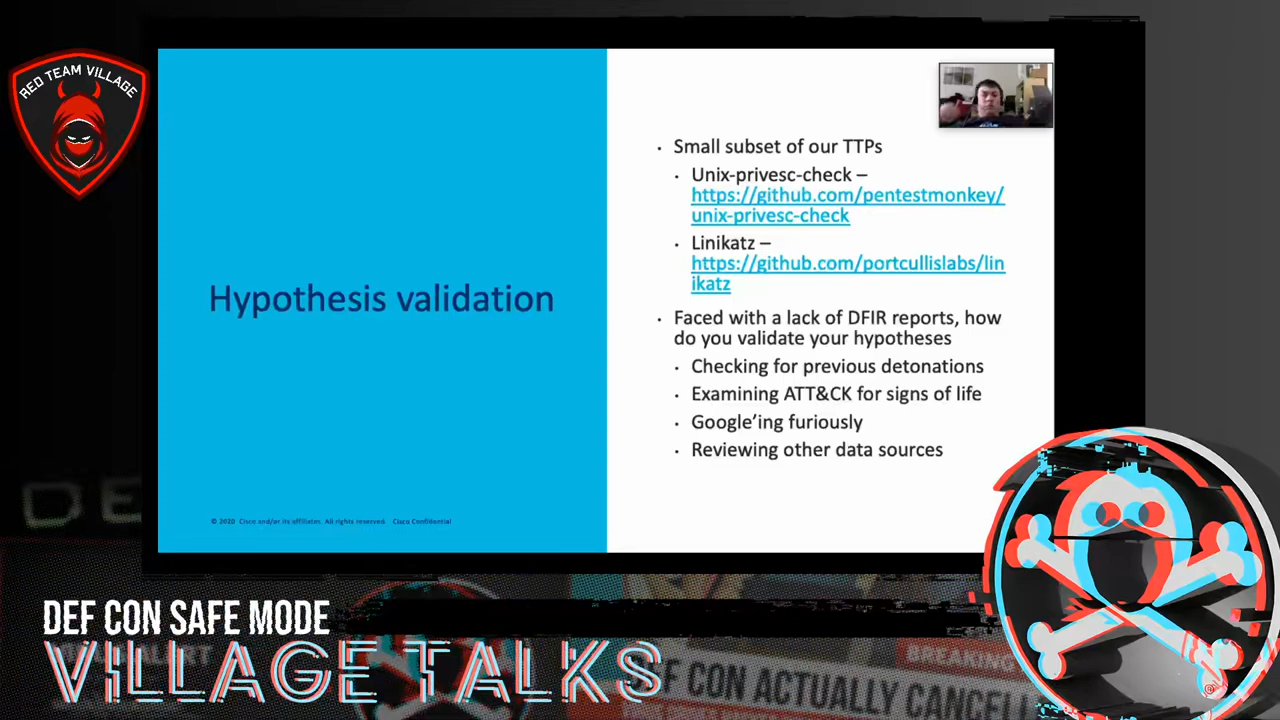 RED TEAM VILLAGE
Small subset of our TTPs
Unix-privesc-check –
https://github.com/pentestmonkey/
unix-privesc-check
Linikatz –
https://github.com/portcullislabs/lin
ikatz
Hypothesis validation
Faced with a lack of DFIR reports, how
do you validate your hypotheses
Checking for previous detonations
Examining ATT&CK for signs of life
Google'ing furiously
Reviewing other data sources
© 2020 Cisco and/or its affiliates. All rights reserved. Cisco Confidential
DEF CON SAFE MODE
VILLAGE TALKS
BREAKING
DEF CON ACTUALLY